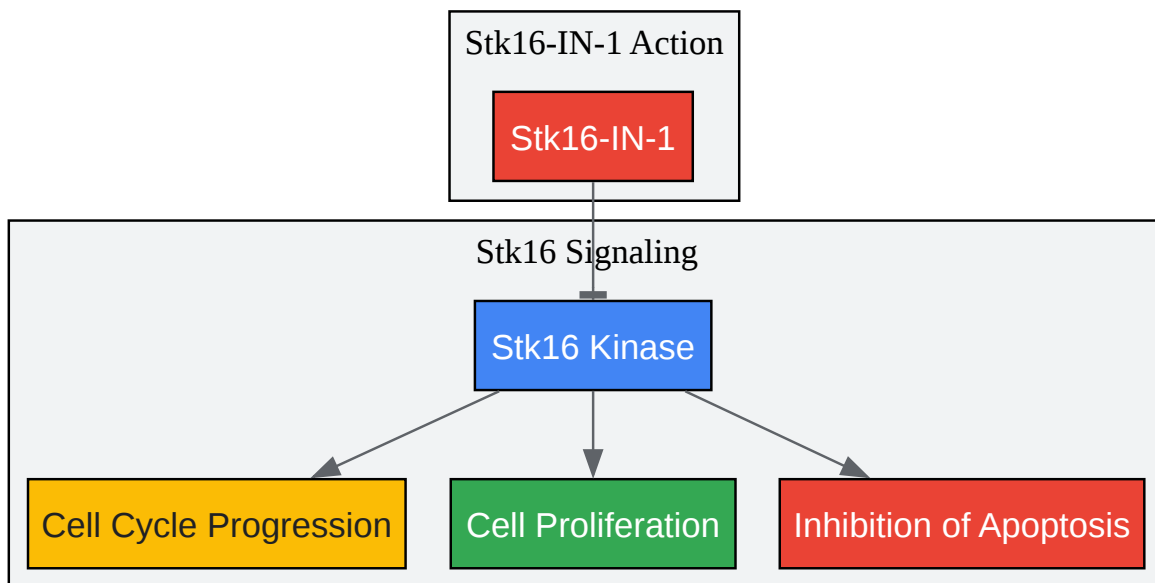 Stk16-IN-1 Action
Stk16-IN-1
Stk16 Signaling
Stk16 Kinase
Cell Cycle Progression
Cell Proliferation
Inhibition of Apoptosis